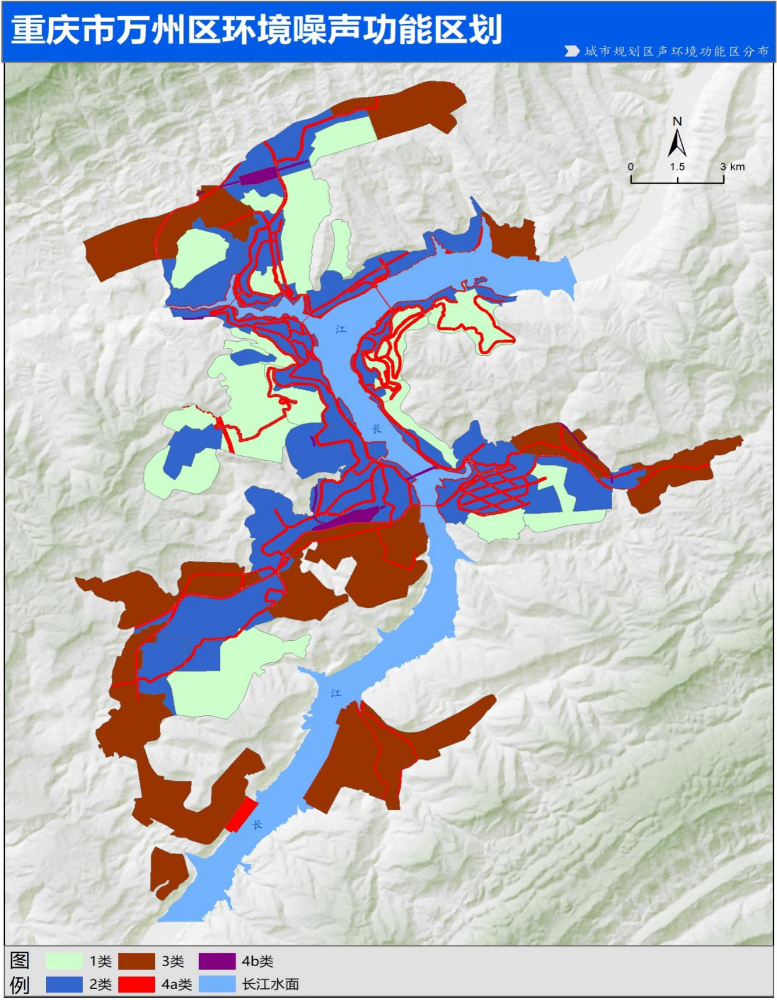 重庆市万州区环境噪声功能区划
城市规划区声环境功能区分布
N
0 1.5 3 km
江
长
江
长
图例
1类 3类 4b类
2类 4a类 长江水面